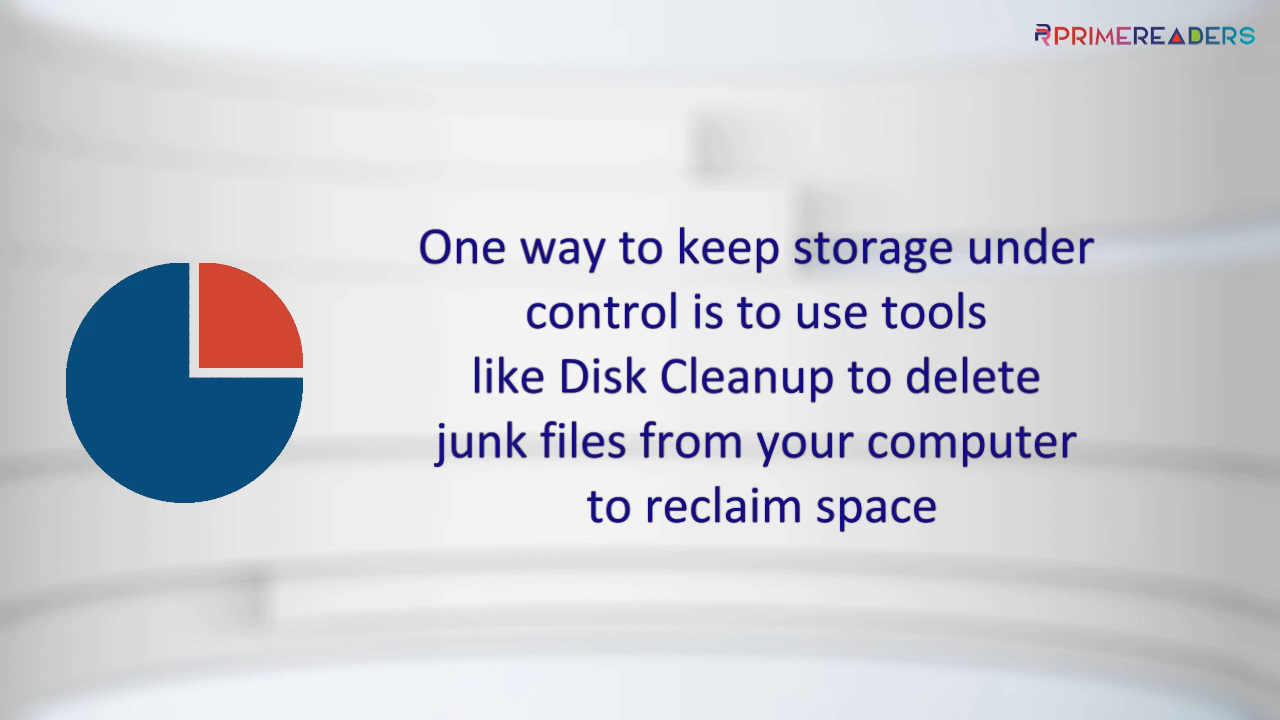 PRIMEREADERS
One way to keep storage under
control is to use tools
like Disk Cleanup to delete
junk files from your computer
to reclaim space